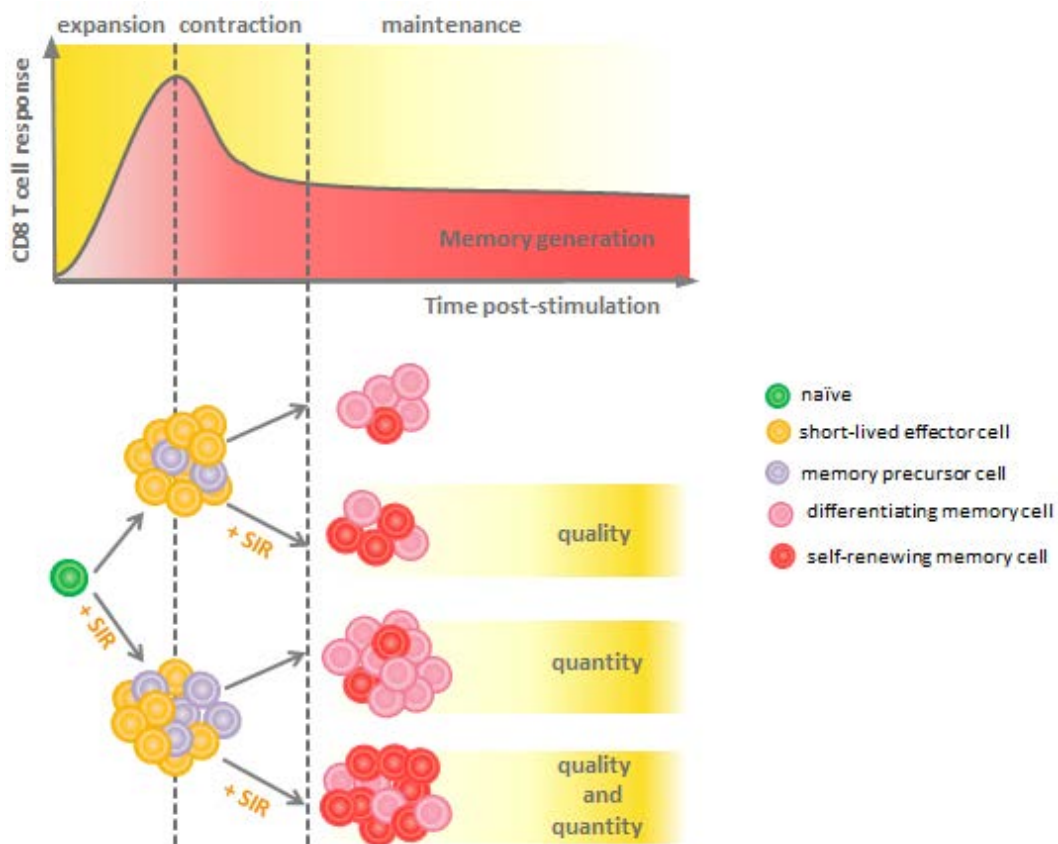 expansion contraction maintenance
CD8 T cell response
Memory generation
Time post-stimulation
naïve
short-lived effector cell
memory precursor cell
differentiating memory cell
self-renewing memory cell
+ SIR
quality
+ SIR
quantity
+ SIR
quality
and
quantity